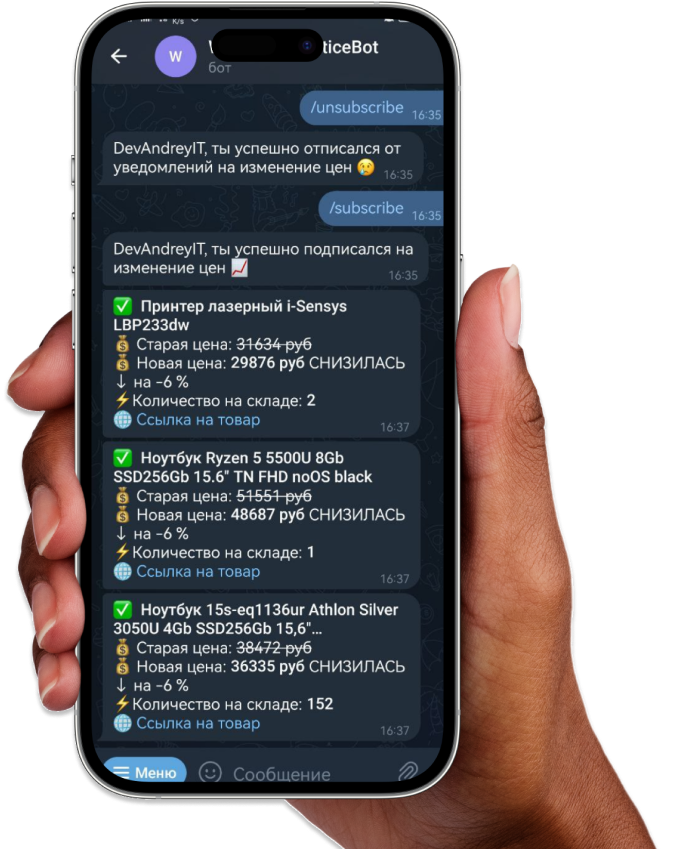 K/s
W
ticeBot
бот
/unsubscribe 16:35
DevAndreyIT, ты успешно отписался от
уведомлений на изменение цен 😢 16:35
/subscribe 16:35
DevAndreyIT, ты успешно подписался на
изменение цен 📈 16:35
✅ Принтер лазерный i-Sensys
LBP233dw
💰 Старая цена: 31634 руб
💰 Новая цена: 29876 руб СНИЗИЛАСЬ
↓ на -6 %
⚡Количество на складе: 2
🌐 Ссылка на товар 16:37
✅ Ноутбук Ryzen 5 5500U 8Gb
SSD256Gb 15.6" TN FHD noOS black
💰 Старая цена: 51551 руб
💰 Новая цена: 48687 руб СНИЗИЛАСЬ
↓ на -6 %
⚡Количество на складе: 1
🌐 Ссылка на товар 16:37
✅ Ноутбук 15s-eq1136ur Athlon Silver
3050U 4Gb SSD256Gb 15,6"...
💰 Старая цена: 38472 руб
💰 Новая цена: 36335 руб СНИЗИЛАСЬ
↓ на -6 %
⚡Количество на складе: 152
🌐 Ссылка на товар 16:37
Меню
Сообщение